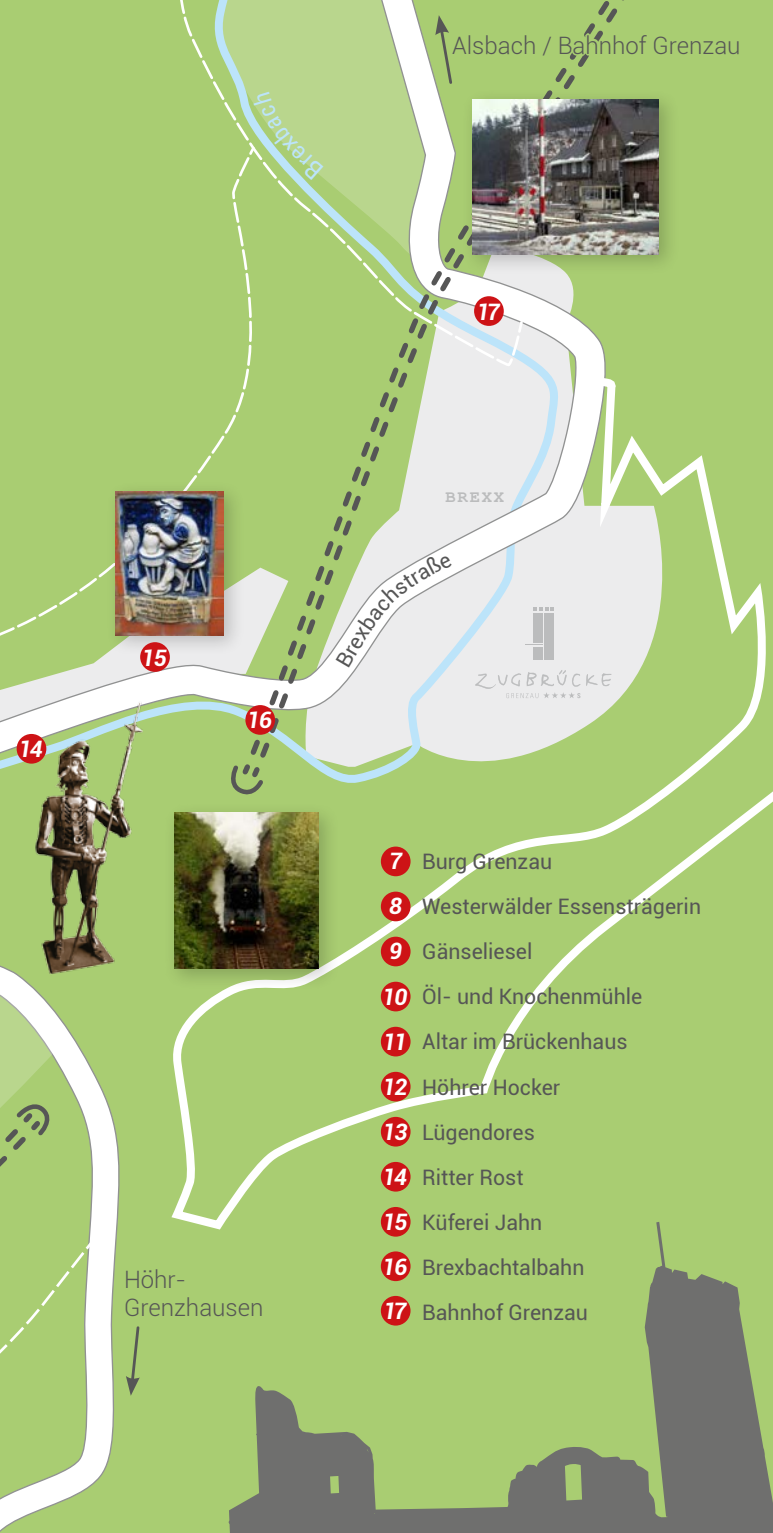 Alsbach / Bahnhof Grenzau
Brexbach
17
BREXX
Brexbachstraße
ZUGBRÜCKE
GRENZAU ★★★★S
15
16
14
7 Burg Grenzau
8 Westerwälder Essensträgerin
9 Gänseliesel
10 Öl- und Knochenmühle
11 Altar im Brückenhaus
12 Höhrer Hocker
13 Lügendores
14 Ritter Rost
15 Küferei Jahn
16 Brexbachtalbahn
17 Bahnhof Grenzau
Höhr-
Grenzhausen